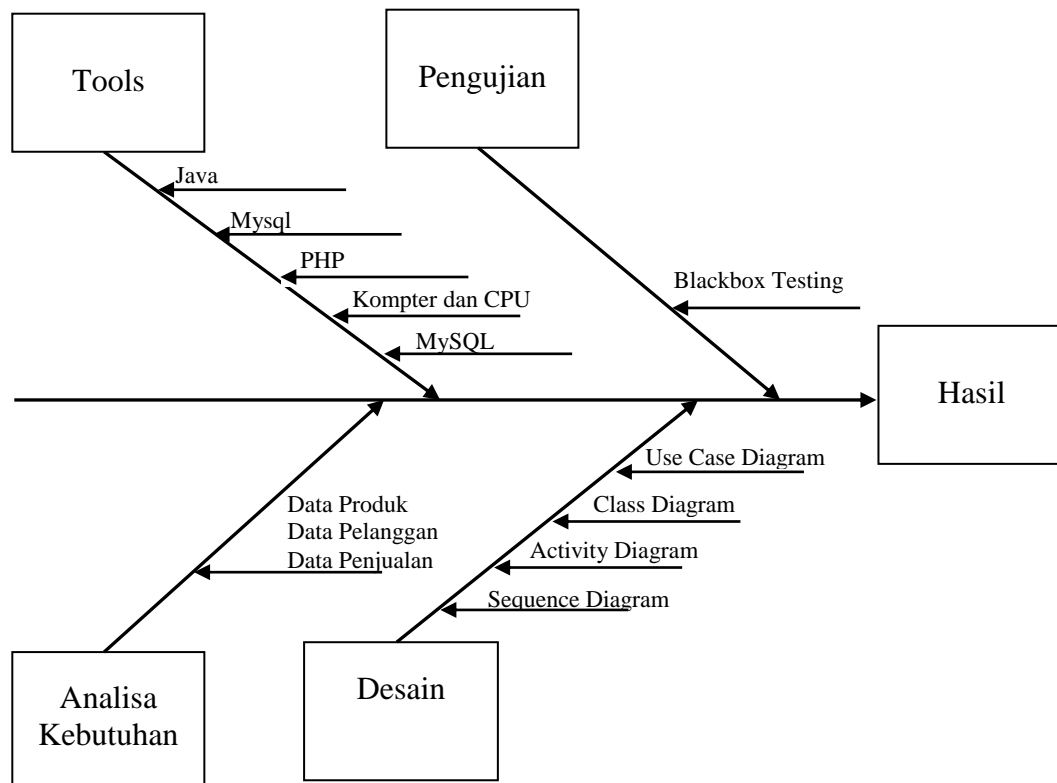 Tools
Pengujian
Java
Mysql
PHP
Kompter dan CPU
MySQL
Blackbox Testing
Hasil
Use Case Diagram
Class Diagram
Activity Diagram
Sequence Diagram
Data Produk
Data Pelanggan
Data Penjualan
Analisa
Kebutuhan
Desain